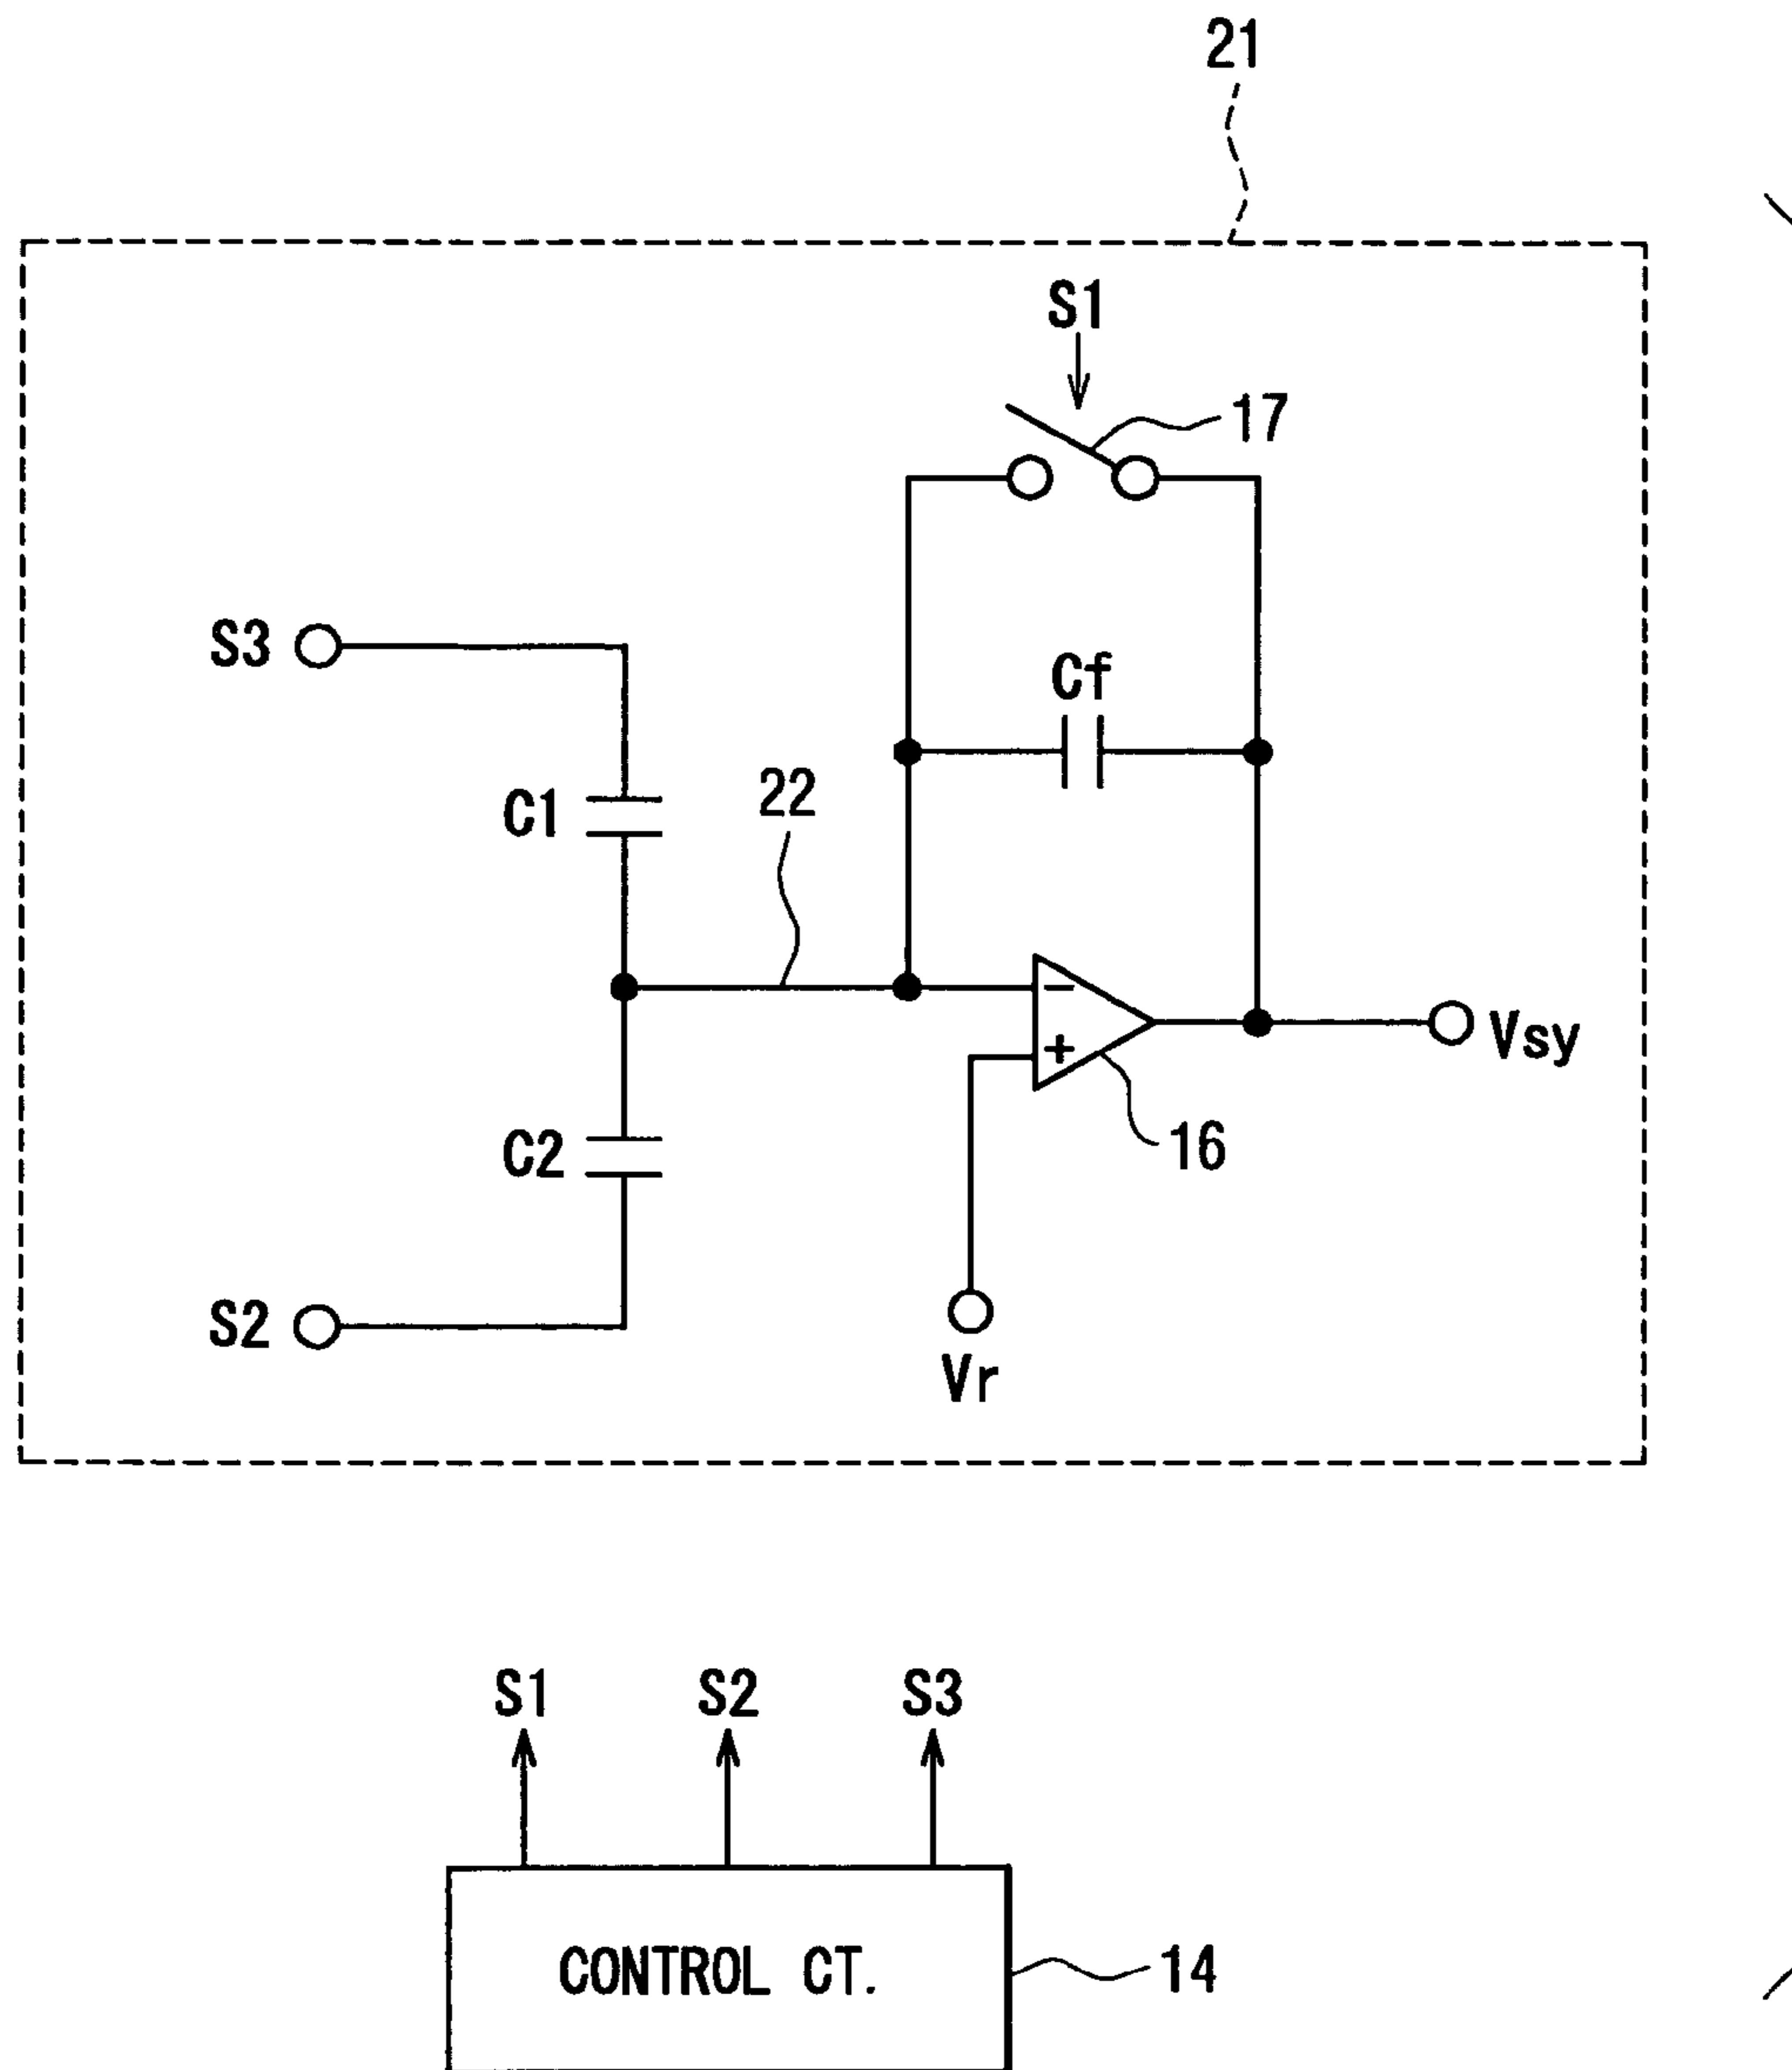 21
S1
17
S3
Cf
22
C1
-
+
Vsy
16
C2
S2
Vr
S1 S2 S3
CONTROL CT.
14